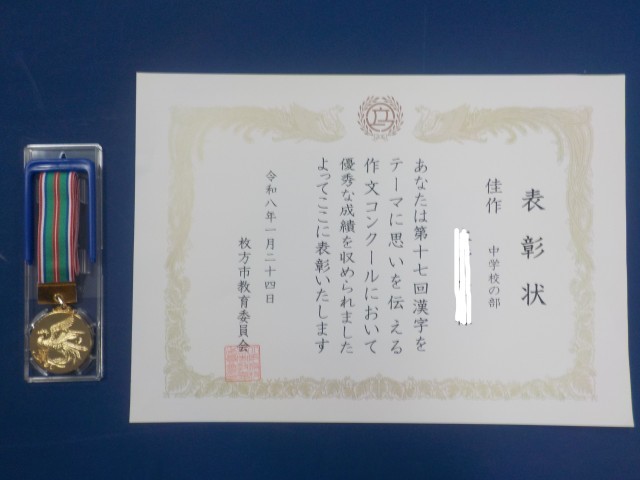 表彰状
佳作 中学校の部
あなたは第十七回漢字を
テーマに思いを伝える
作文コンクールにおいて
優秀な成績を収められました
よってここに表彰いたします
令和八年一月二十四日
枚方市教育委員会